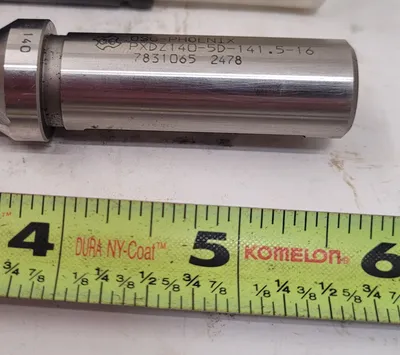 140
OSG-PHOENIX
PXDZ140-5D-141.5-16
7831065 2478
4 DURA NY-Coat™ 5 KOMELON® 6
3/4 7/8 1/8 1/4 3/8 1/2 5/8 3/4 7/8 1/8 1/4 3/8 1/2 5/8 3/4 7/8